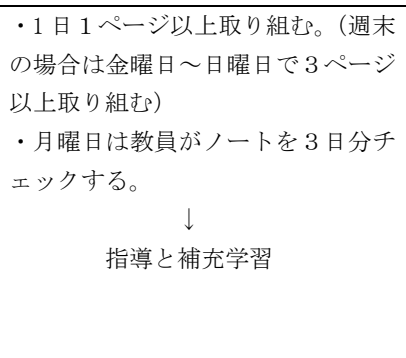 ・1日1ページ以上取り組む。（週末
の場合は金曜日～日曜日で３ページ
以上取り組む）
・月曜日は教員がノートを３日分チ
ェックする。
↓
指導と補充学習